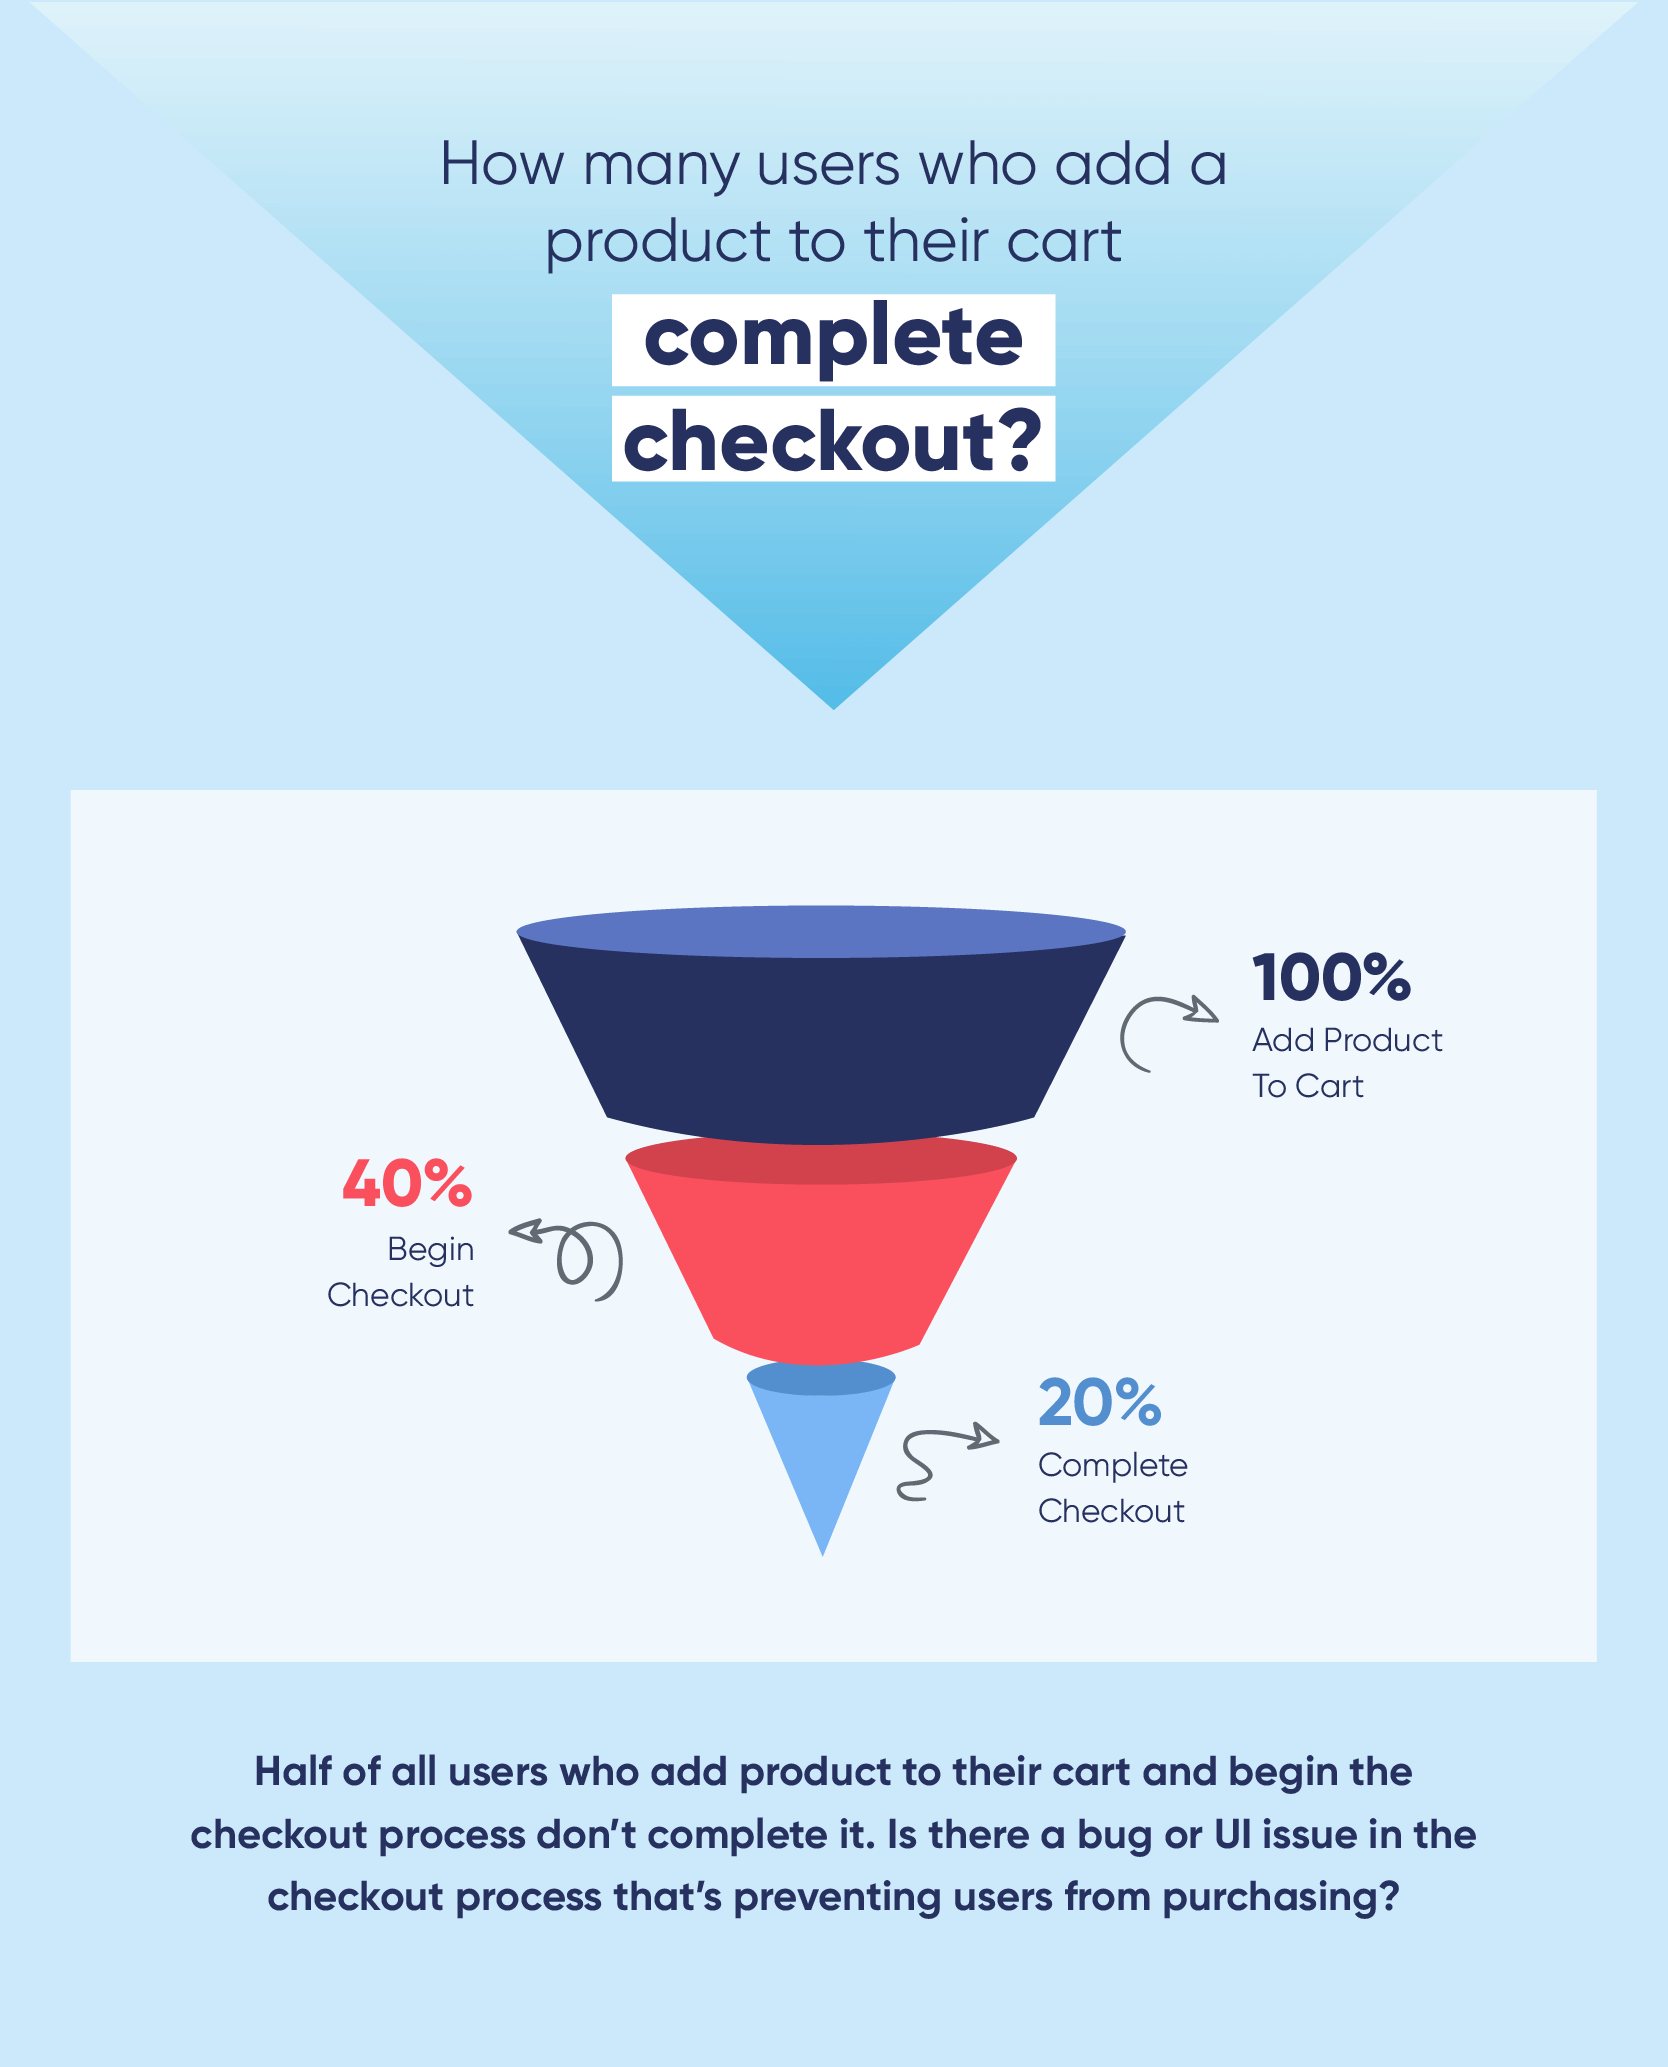 How many users who add a
product to their cart
complete
checkout?
100%
Add Product
To Cart
40%
Begin
Checkout
20%
Complete
Checkout
Half of all users who add product to their cart and begin the
checkout process don’t complete it. Is there a bug or UI issue in the
checkout process that’s preventing users from purchasing?